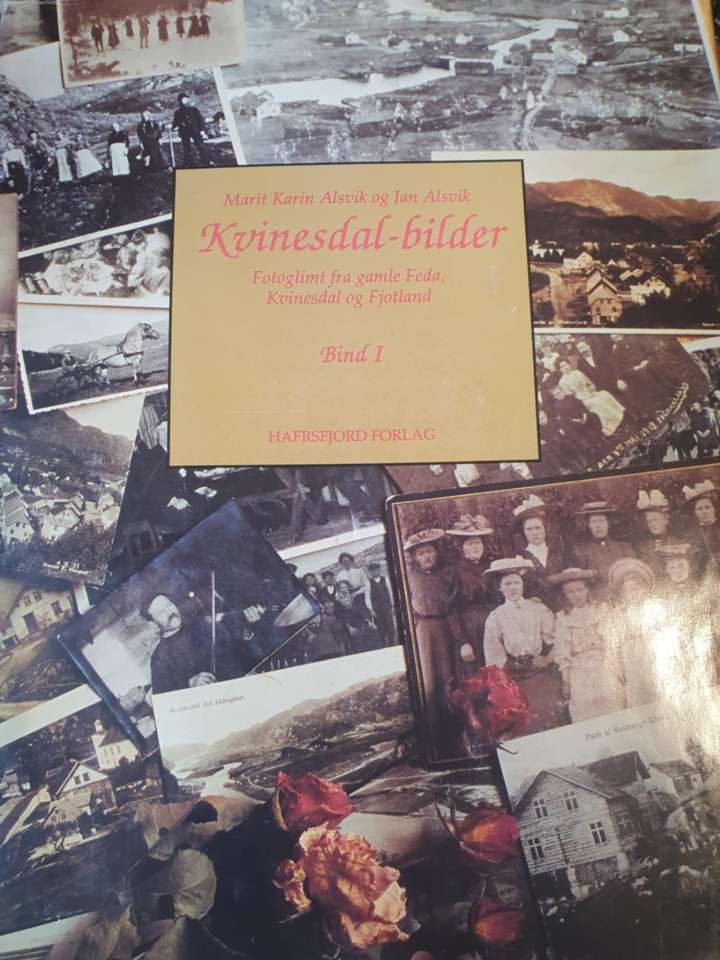 Marit Karin Alsvik og Jan Alsvik
Kvinesdal-bilder
Fotoglimt fra gamle Feda,
Kvinesdal og Fjotland
Bind I
HAFRSFJORD FORLAG